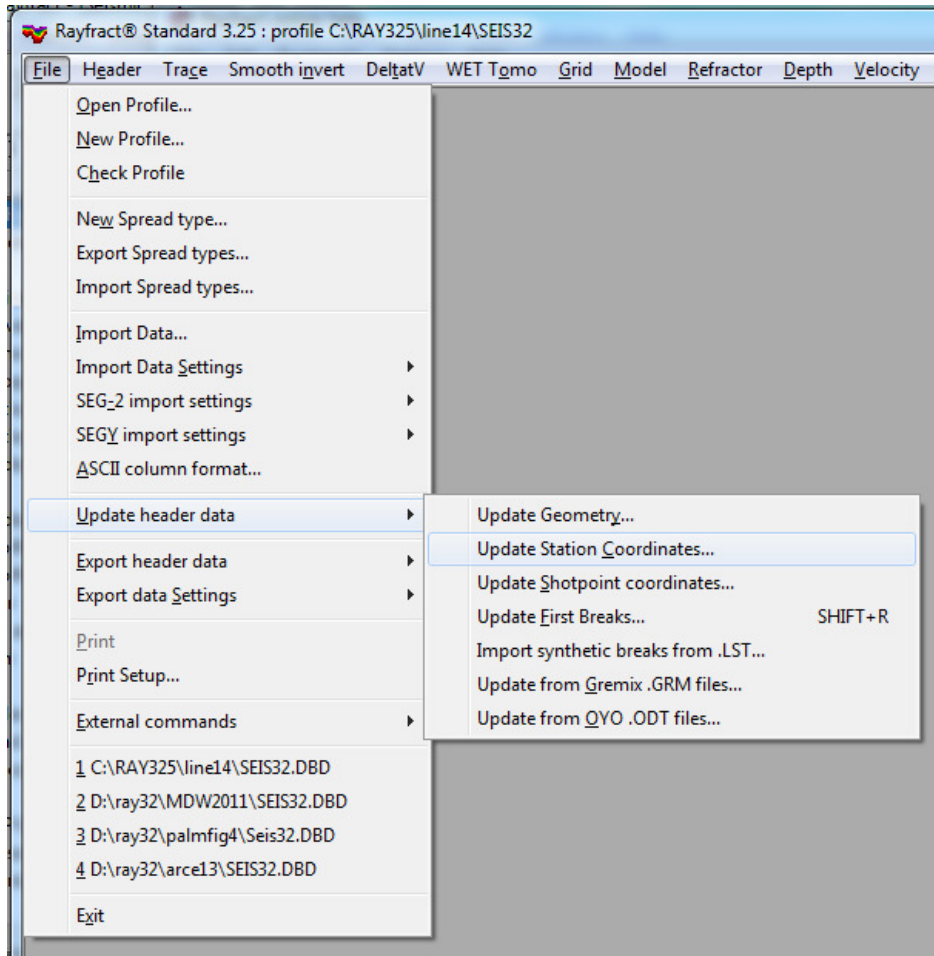 Rayfract® Standard 3.25 : profile C:\RAY325\line14\SEIS32
File Header Trace Smooth invert DeltatV WET Tomo Grid Model Refractor Depth Velocity
Open Profile...
New Profile...
Check Profile
New Spread type...
Export Spread types...
Import Spread types...
Import Data...
Import Data Settings
SEG-2 import settings
SEGY import settings
ASCII column format...
Update header data
Export header data
Export data Settings
Print
Print Setup...
External commands
1 C:\RAY325\line14\SEIS32.DBD
2 D:\ray32\MDW2011\SEIS32.DBD
3 D:\ray32\palmfig4\Seis32.DBD
4 D:\ray32\arce13\SEIS32.DBD
Exit
Update Geometry...
Update Station Coordinates...
Update Shotpoint coordinates...
Update First Breaks... SHIFT+R
Import synthetic breaks from .LST...
Update from Gremix .GRM files...
Update from OYO .ODT files...